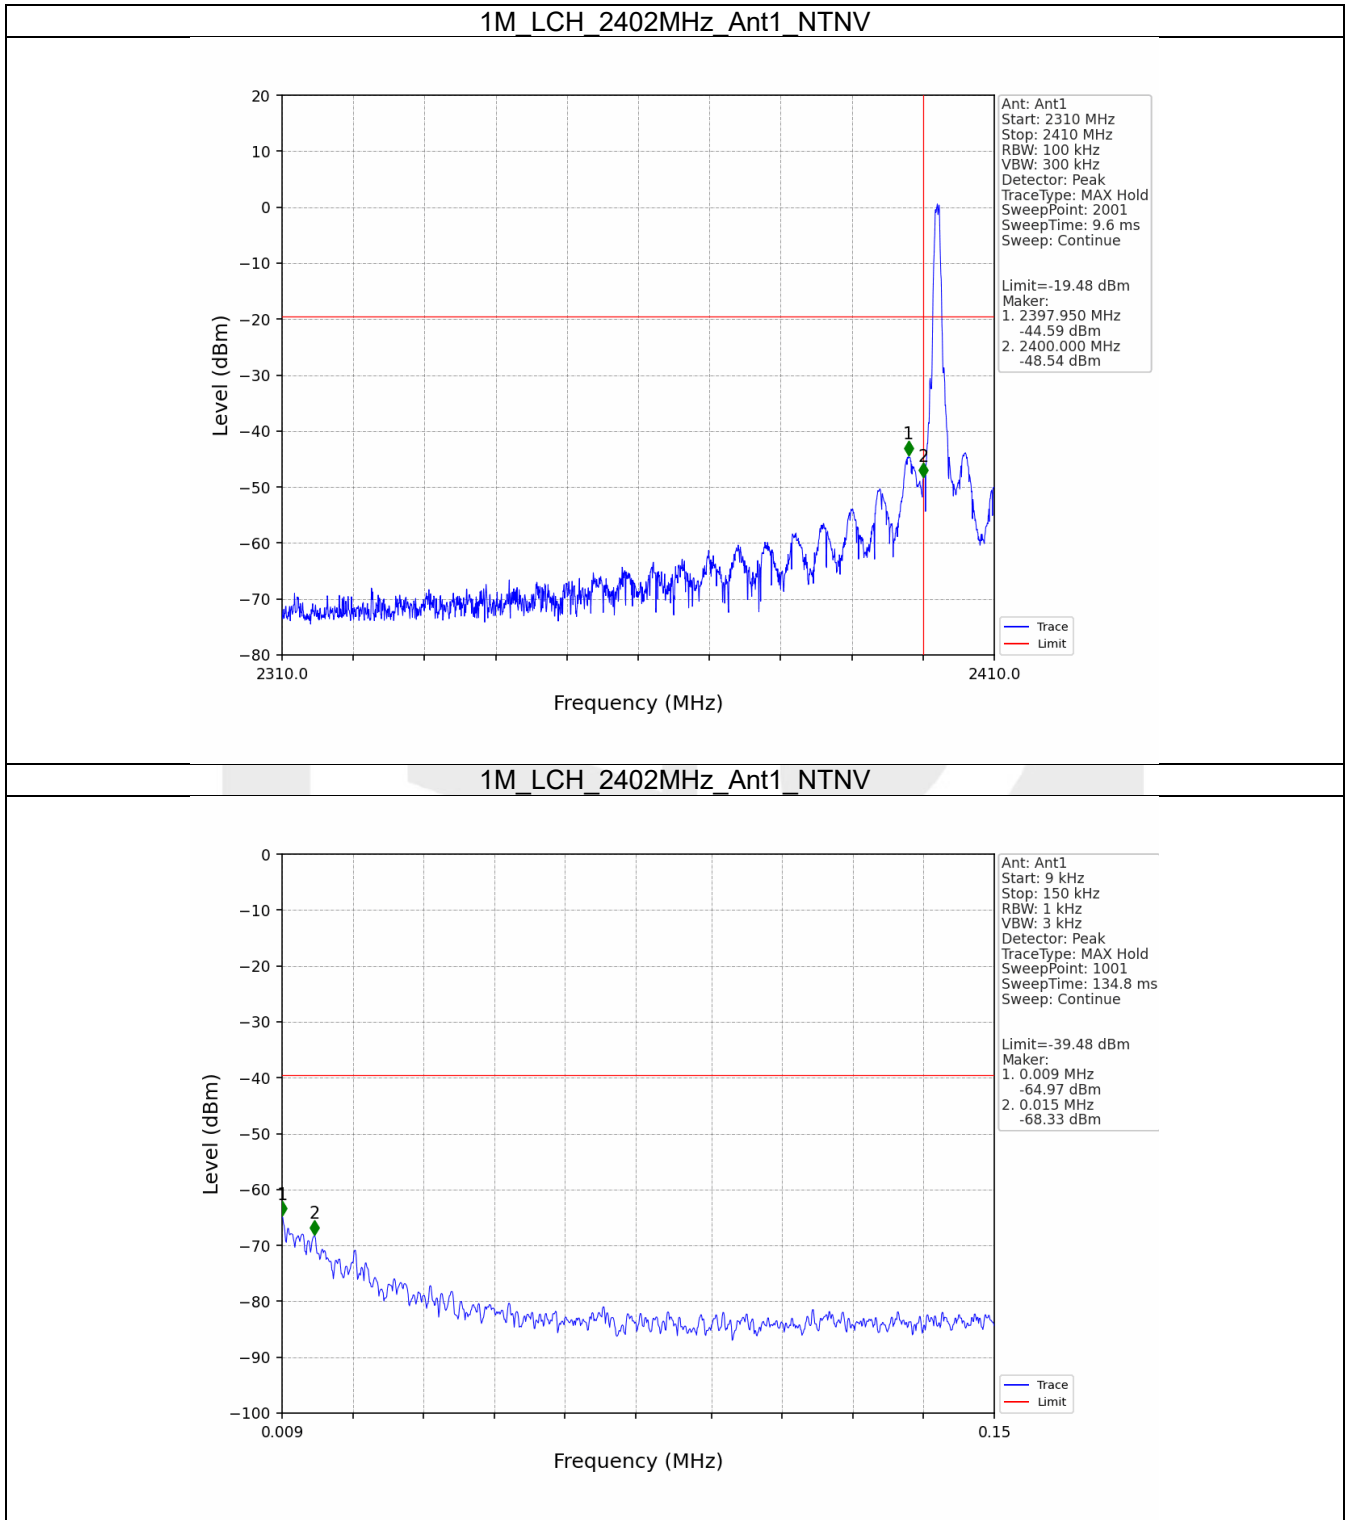 1M_LCH_2402MHz_Ant1_NTNV
20
10
0
−10
−20
−30
−40
−50
−60
−70
−80
Level (dBm)
1
2
2310.0
2410.0
Frequency (MHz)
Ant: Ant1
Start: 2310 MHz
Stop: 2410 MHz
RBW: 100 kHz
VBW: 300 kHz
Detector: Peak
TraceType: MAX Hold
SweepPoint: 2001
SweepTime: 9.6 ms
Sweep: Continue
Limit=-19.48 dBm
Maker:
1. 2397.950 MHz
-44.59 dBm
2. 2400.000 MHz
-48.54 dBm
Trace
Limit
1M_LCH_2402MHz_Ant1_NTNV
0
−10
−20
−30
−40
−50
−60
−70
−80
−90
−100
Level (dBm)
1
2
0.009
0.15
Frequency (MHz)
Ant: Ant1
Start: 9 kHz
Stop: 150 kHz
RBW: 1 kHz
VBW: 3 kHz
Detector: Peak
TraceType: MAX Hold
SweepPoint: 1001
SweepTime: 134.8 ms
Sweep: Continue
Limit=-39.48 dBm
Maker:
1. 0.009 MHz
-64.97 dBm
2. 0.015 MHz
-68.33 dBm
Trace
Limit